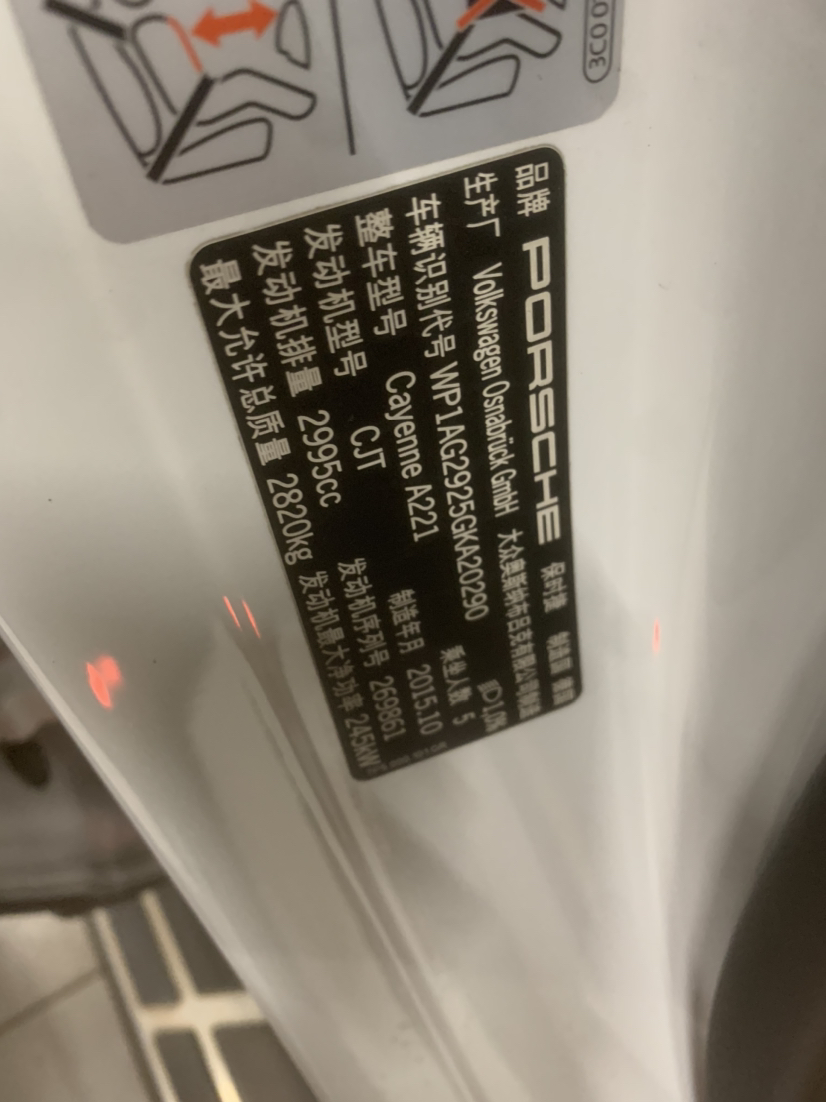 3C0 0
品牌 PORSCHE 保时捷 制造国 德国
生产厂 Volkswagen Osnabrück GmbH 大众奥斯纳布吕克有限公司
车辆识别代号 WP1AG2925GKA20290 乘坐人数 5
整车型号 Cayenne A221 制造年月 2015.10
发动机型号 CJT 发动机序列号 269861
发动机排量 2995cc 发动机最大净功率 245kW
最大允许总质量 2820kg